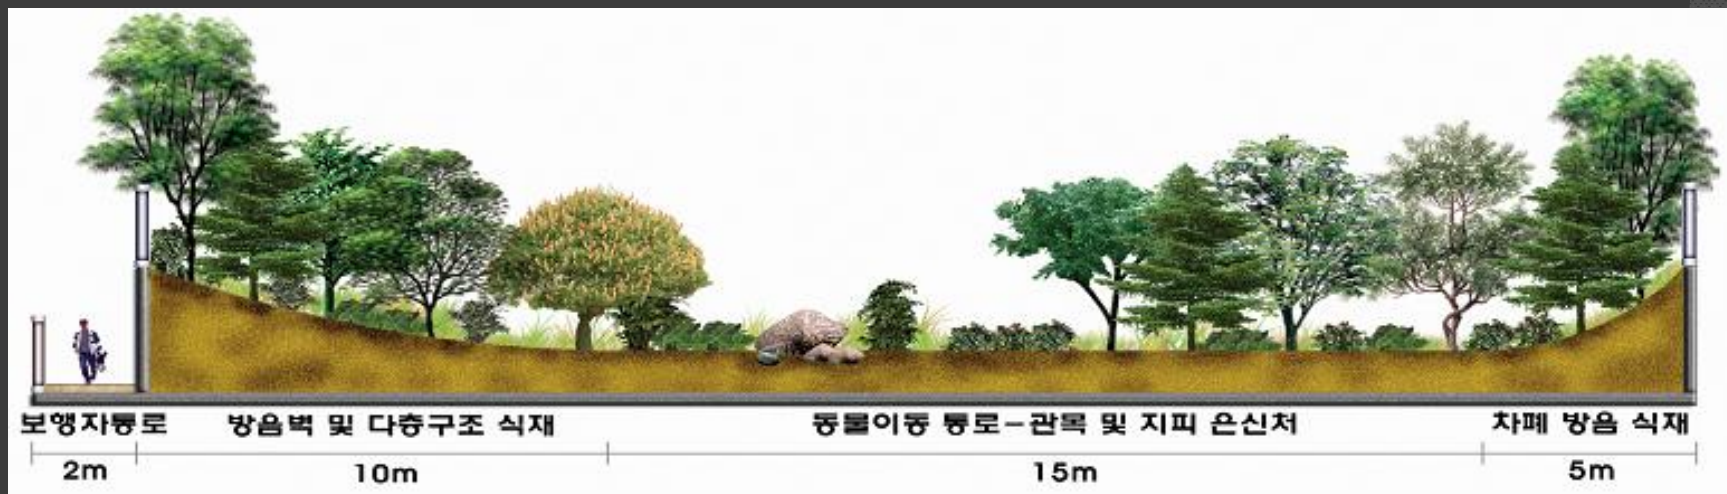 보행자통로 방음벽 및 다층구조 식재 동물이동 통로-관목 및 지피 은신처 차폐 방음 식재
2m 10m 15m 5m